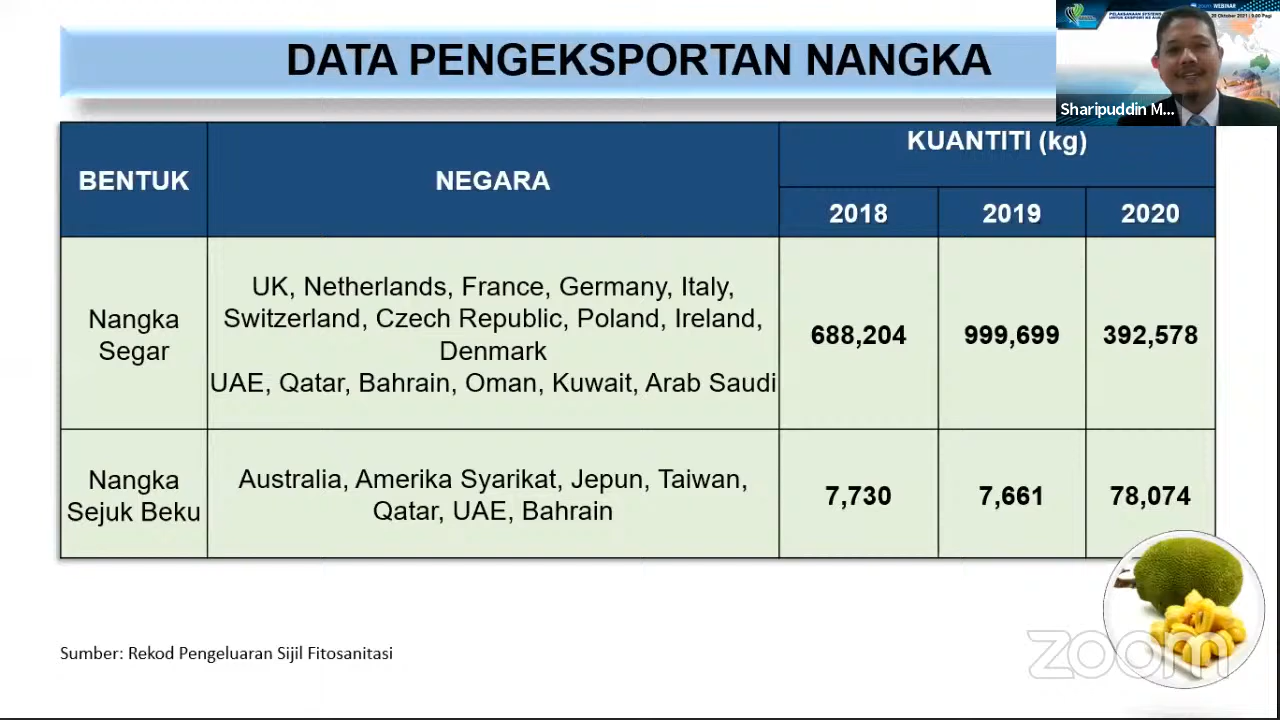 DATA PENGEKSPORTAN NANGKA
zoom WEBINAR
Sharipuddin M...
BENTUK
NEGARA
KUANTITI (kg)
2018
2019
2020
Nangka
Segar
UK, Netherlands, France, Germany, Italy,
Switzerland, Czech Republic, Poland, Ireland,
Denmark
UAE, Qatar, Bahrain, Oman, Kuwait, Arab Saudi
688,204
999,699
392,578
Nangka
Sejuk Beku
Australia, Amerika Syarikat, Jepun, Taiwan,
Qatar, UAE, Bahrain
7,730
7,661
78,074
Sumber: Rekod Pengeluaran Sijil Fitosanitasi
zoom